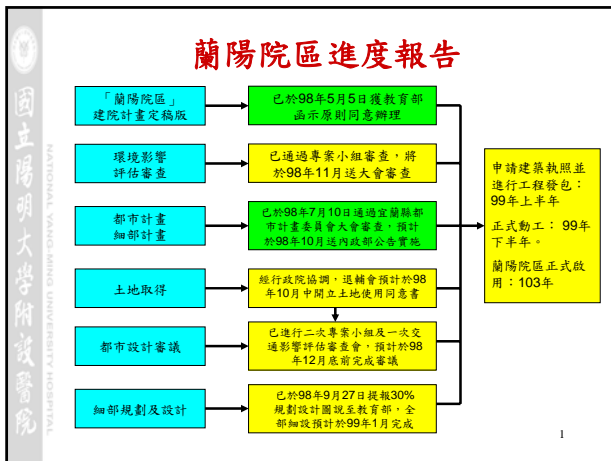 蘭陽院區進度報告
國立陽明大學附設醫院
NATIONAL YANG-MING UNIVERSITY HOSPITAL
「蘭陽院區」
建院計畫定稿版
已於98年5月5日獲教育部
函示原則同意辦理
環境影響
評估審查
已通過專案小組審查,將
於98年11月送大會審查
都市計畫
細部計畫
已於98年7月10日通過宜蘭縣都
市計畫委員會大會審查,預計
於98年10月送內政部公告實施
土地取得
經行政院協調,退輔會預計於98
年10月中開立土地使用同意書
都市設計審議
已進行二次專案小組及一次交
通影響評估審查會,預計於98
年12月底前完成審議
細部規劃及設計
已於98年9月27日提報30%
規劃設計圖說至教育部,全
部細設預計於99年1月完成
申請建築執照並
進行工程發包:
99年上半年
正式動工: 99年
下半年。
蘭陽院區正式啟
用:103年
1